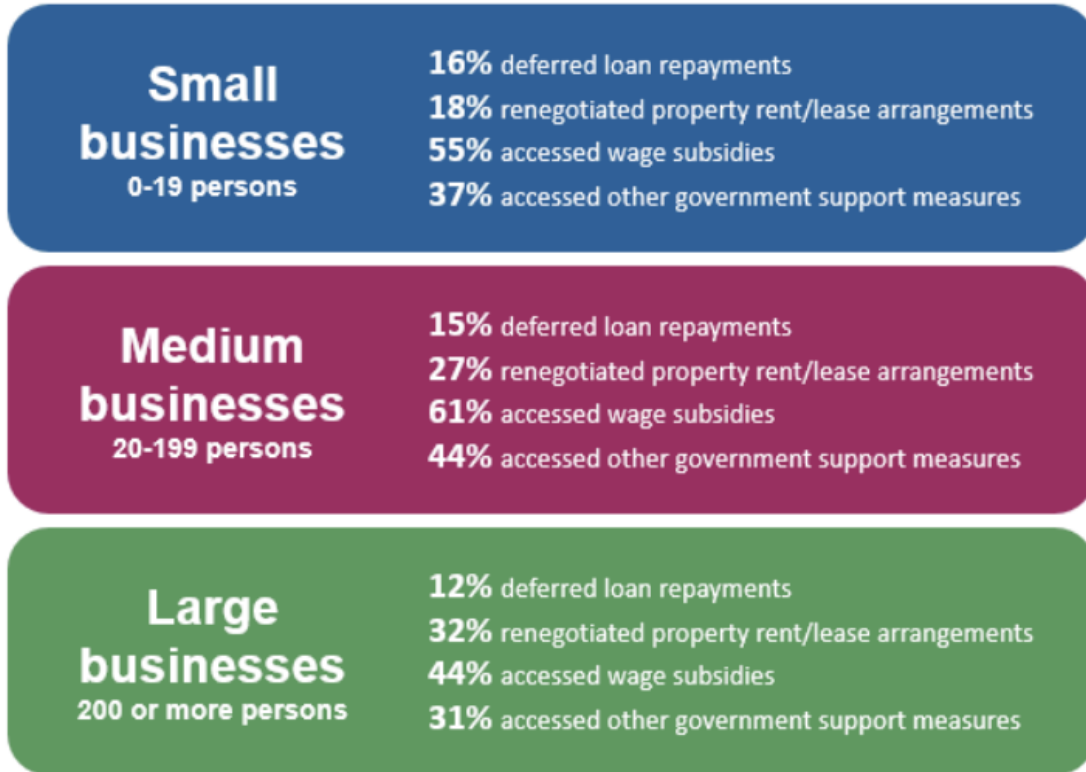 Small
businesses
0-19 persons
16% deferred loan repayments
18% renegotiated property rent/lease arrangements
55% accessed wage subsidies
37% accessed other government support measures
Medium
businesses
20-199 persons
15% deferred loan repayments
27% renegotiated property rent/lease arrangements
61% accessed wage subsidies
44% accessed other government support measures
Large
businesses
200 or more persons
12% deferred loan repayments
32% renegotiated property rent/lease arrangements
44% accessed wage subsidies
31% accessed other government support measures